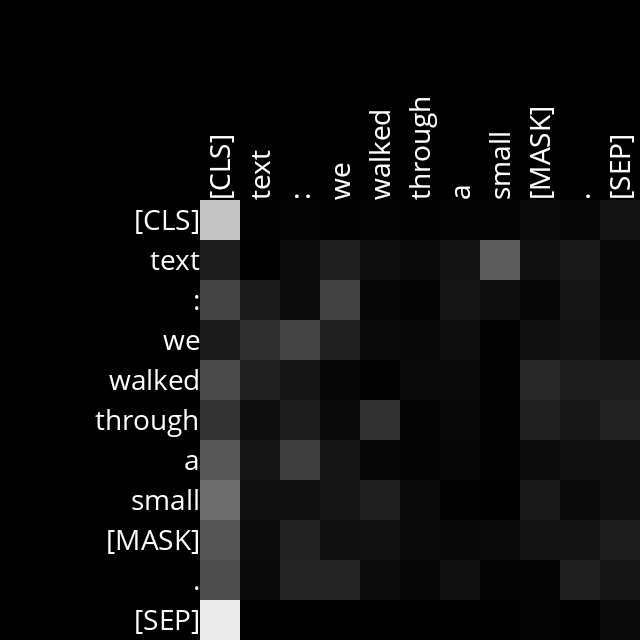 [CLS]
text
:
we
walked
through
a
small
[MASK]
.
[SEP]
[CLS]
text
:
we
walked
through
a
small
[MASK]
.
[SEP]